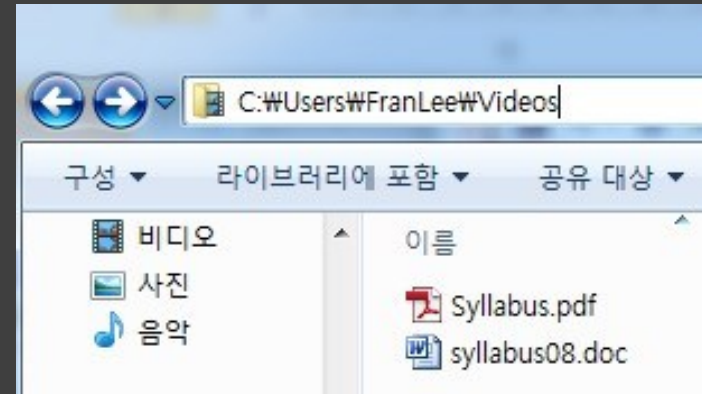 C:₩Users₩FranLee₩Videos
구성 라이브러리에 포함 공유 대상
비디오
사진
음악
이름
Syllabus.pdf
syllabus08.doc